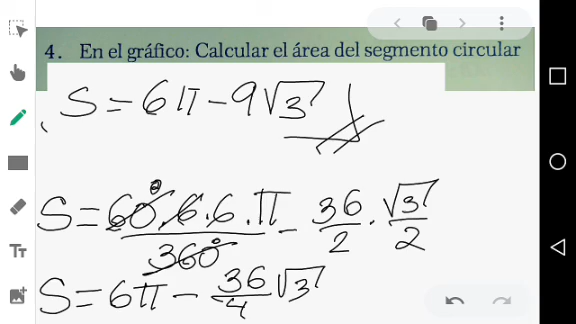 4. En el gráfico: Calcular el área del segmento circular
S = 6π - 9√3
S = 60°.6.6.π/360° - 36/2 . √3/2
S = 6π - 36/4 √3
Tt